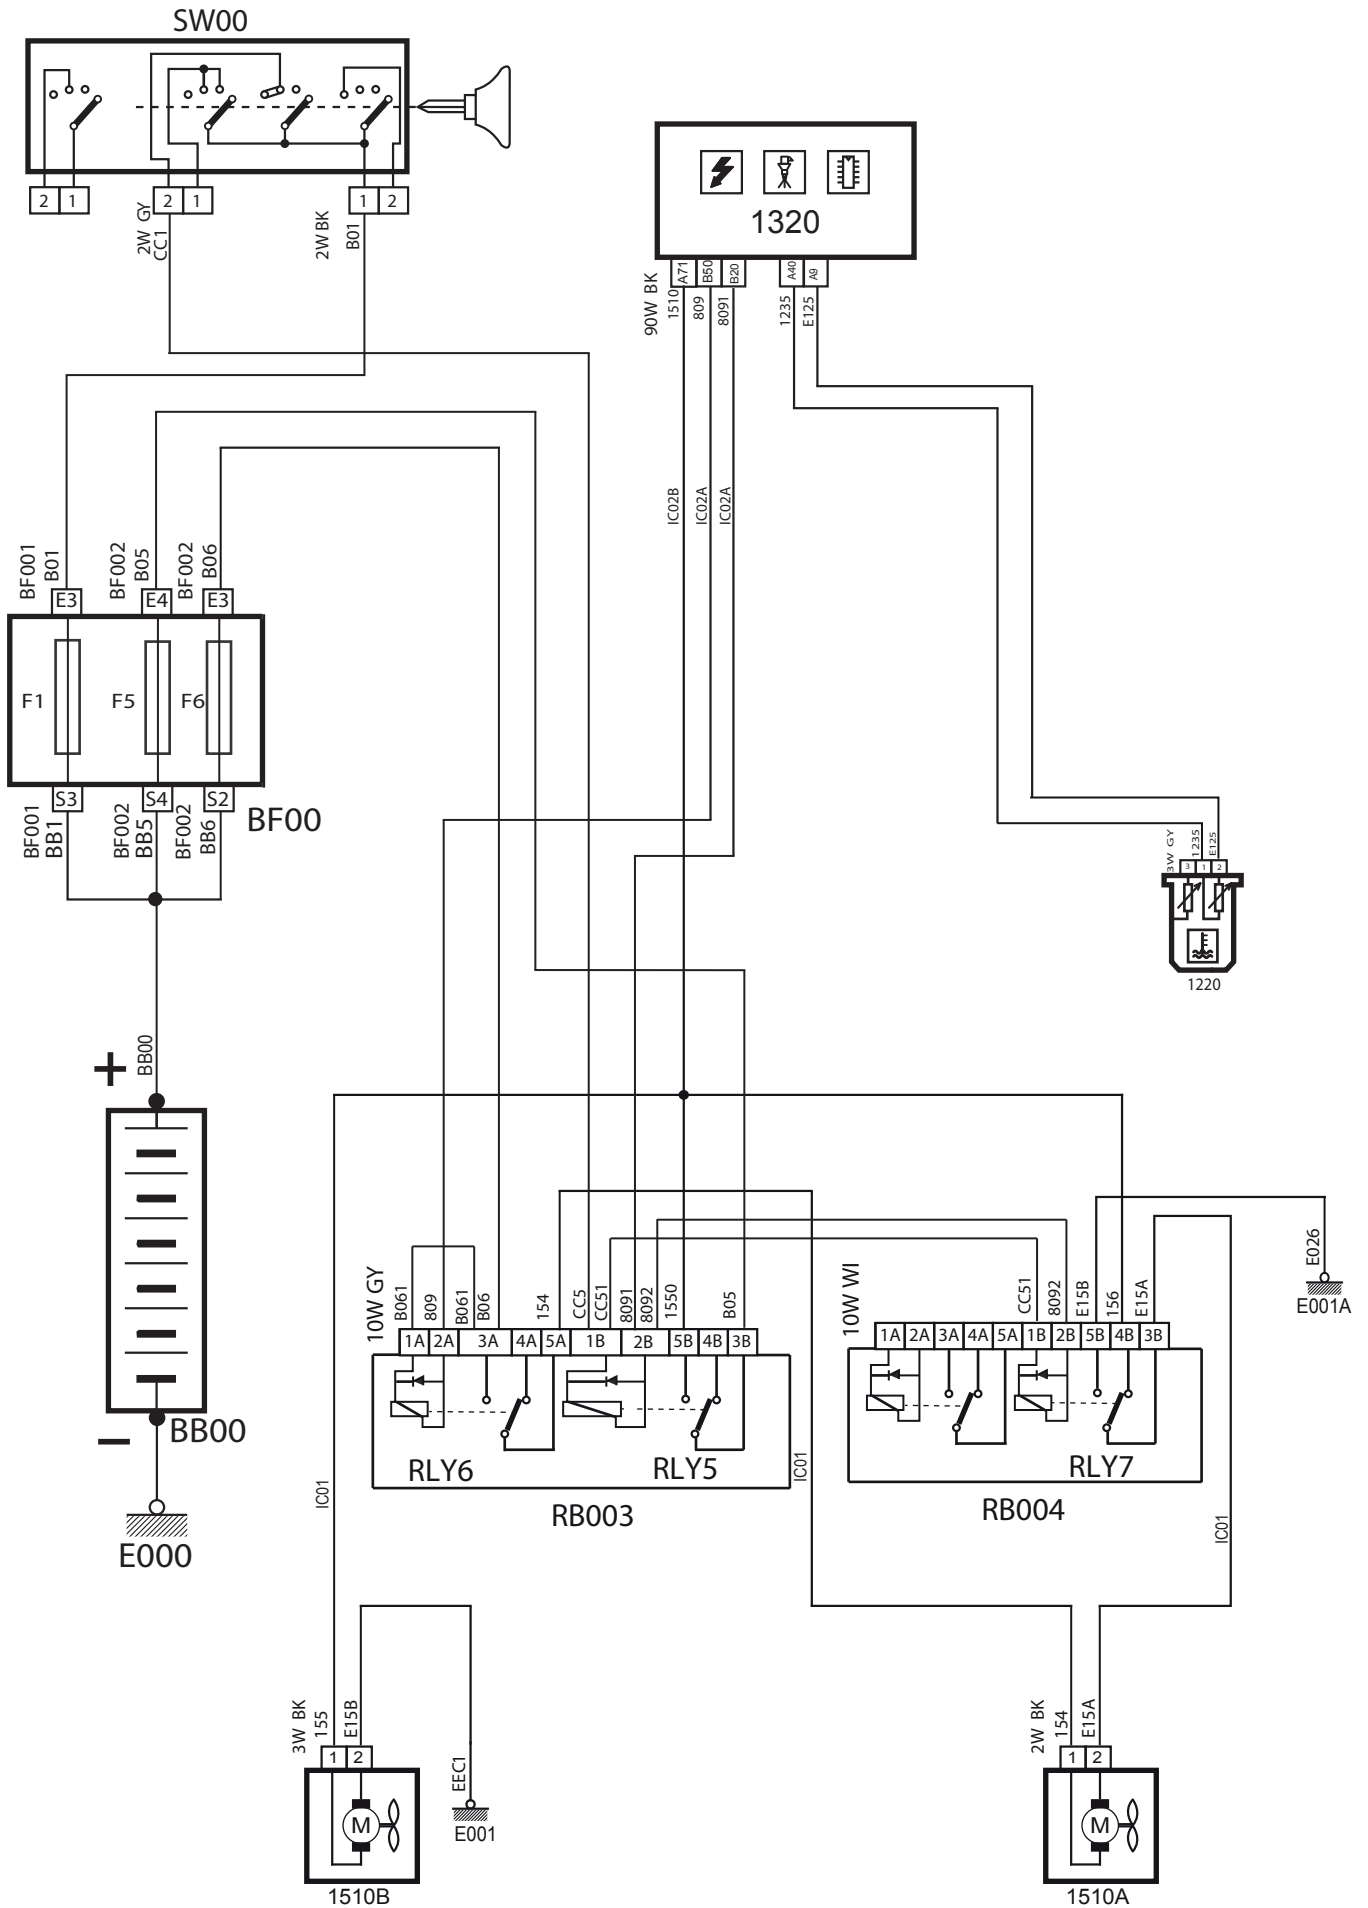 SW00
2
1
2
1
1
2
2W GY
CC1
2W BK
B01
1320
A71
B50
B20
A40
A9
90W BK
1510
809
8091
1235
E125
IC02B
IC02A
IC02A
BF001
B01
BF002
B05
BF002
B06
E3
E4
E3
F1
F5
F6
S3
S4
S2
BF00
BF001
BB1
BF002
BB5
BF002
BB6
3W GY
1235
E125
3
1
2
1220
+
BB00
−
BB00
E000
10W GY
B061
809
B061
B06
154
CC5
CC51
8091
8092
1550
B05
1A
2A
3A
4A
5A
1B
2B
5B
4B
3B
RLY6
RLY5
RB003
10W WI
CC51
8092
E15B
156
E15A
1A
2A
3A
4A
5A
1B
2B
5B
4B
3B
RLY7
RB004
E026
E001A
IC01
IC01
IC01
3W BK
155
E15B
1
2
M
1510B
EEC1
E001
2W BK
154
E15A
1
2
M
1510A